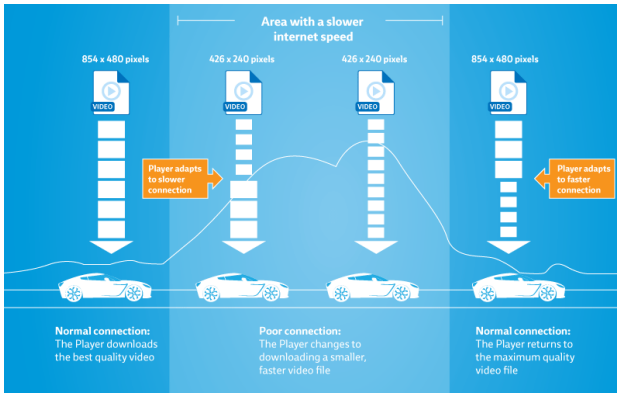 Area with a slower
internet speed
854 x 480 pixels
426 x 240 pixels
426 x 240 pixels
854 x 480 pixels
VIDEO
VIDEO
VIDEO
VIDEO
Player adapts
to slower
connection
Player adapts
to faster
connection
Normal connection:
The Player downloads
the best quality video
Poor connection:
The Player changes to
downloading a smaller,
faster video file
Normal connection:
The Player returns to
the maximum quality
video file